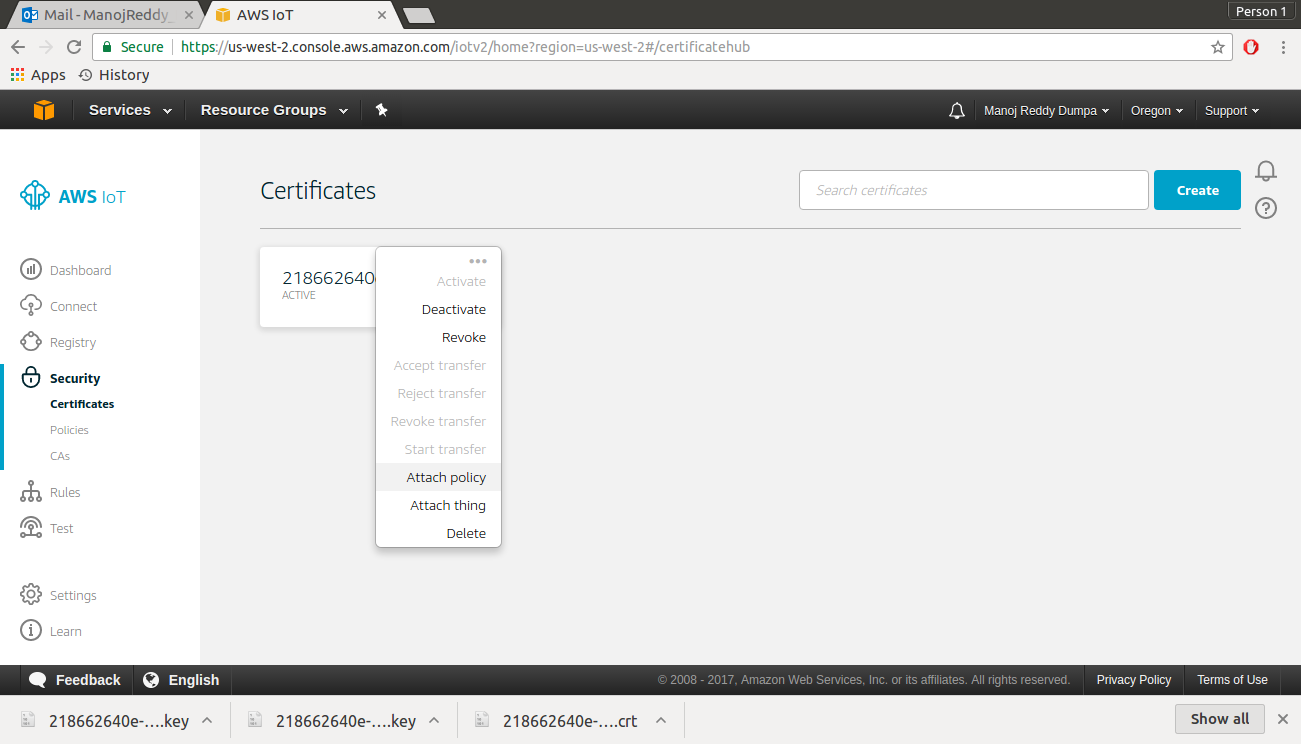 Mail - ManojReddy_
AWS IoT
Person 1
Secure
https://us-west-2.console.aws.amazon.com/iotv2/home?region=us-west-2#/certificatehub
Apps
History
Services
Resource Groups
Manoj Reddy Dumpa
Oregon
Support
AWS IoT
Certificates
Search certificates
Create
Dashboard
Connect
Registry
Security
Certificates
Policies
CAs
Rules
Test
Settings
Learn
218662640
ACTIVE
Activate
Deactivate
Revoke
Accept transfer
Reject transfer
Revoke transfer
Start transfer
Attach policy
Attach thing
Delete
Feedback
English
© 2008 - 2017, Amazon Web Services, Inc. or its affiliates. All rights reserved.
Privacy Policy
Terms of Use
218662640e-....key
218662640e-....key
218662640e-....crt
Show all